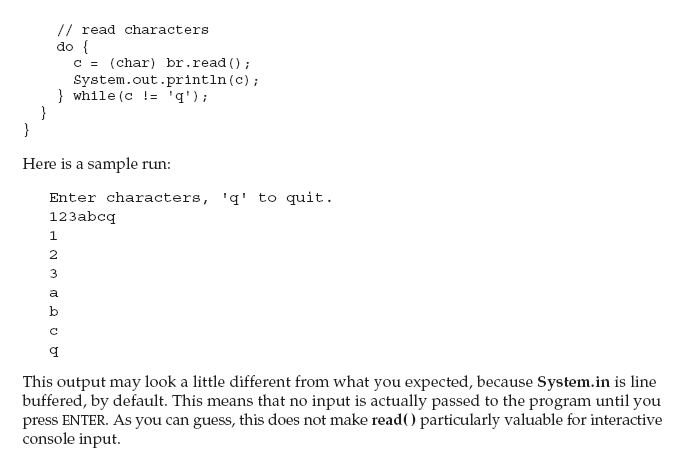 // read characters
do {
c = (char) br.read();
System.out.println(c);
} while(c != 'q');
}
}
Here is a sample run:
Enter characters, 'q' to quit.
123abcq
1
2
3
a
b
c
q
This output may look a little different from what you expected, because System.in is line
buffered, by default. This means that no input is actually passed to the program until you
press ENTER. As you can guess, this does not make read( ) particularly valuable for interactive
console input.